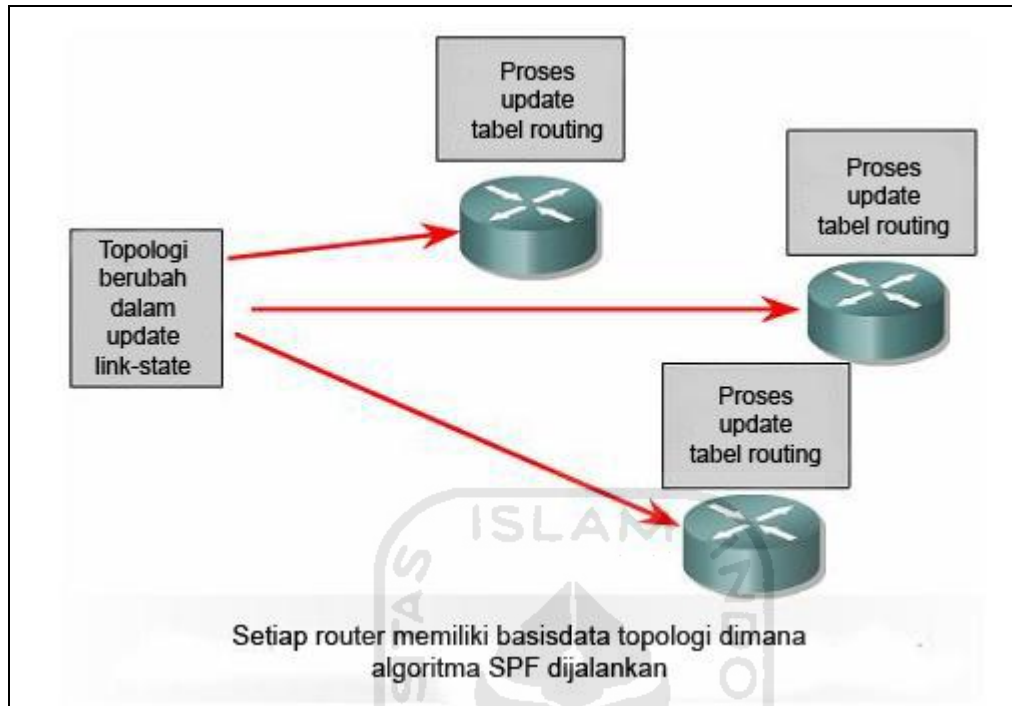 Proses
update
tabel routing
Proses
update
tabel routing
Topologi
berubah
dalam
update
link-state
Proses
update
tabel routing
ISLAM
TAS
Setiap router memiliki basisdata topologi dimana
algoritma SPF dijalankan